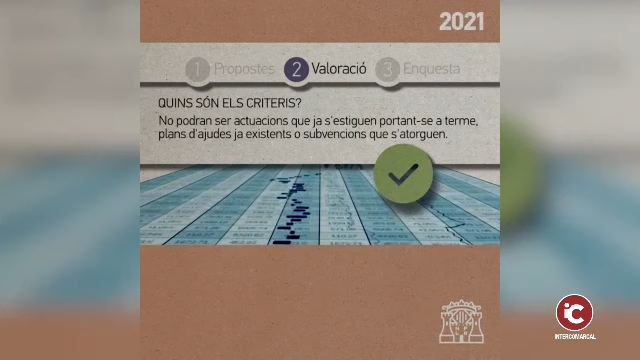 2021
1 Propostes 2 Valoració 3 Enquesta
QUINS SÓN ELS CRITERIS?
No podran ser actuacions que ja s'estiguen portant-se a terme,
plans d'ajudes ja existents o subvencions que s'atorguen.
iC
INTERCOMARCAL